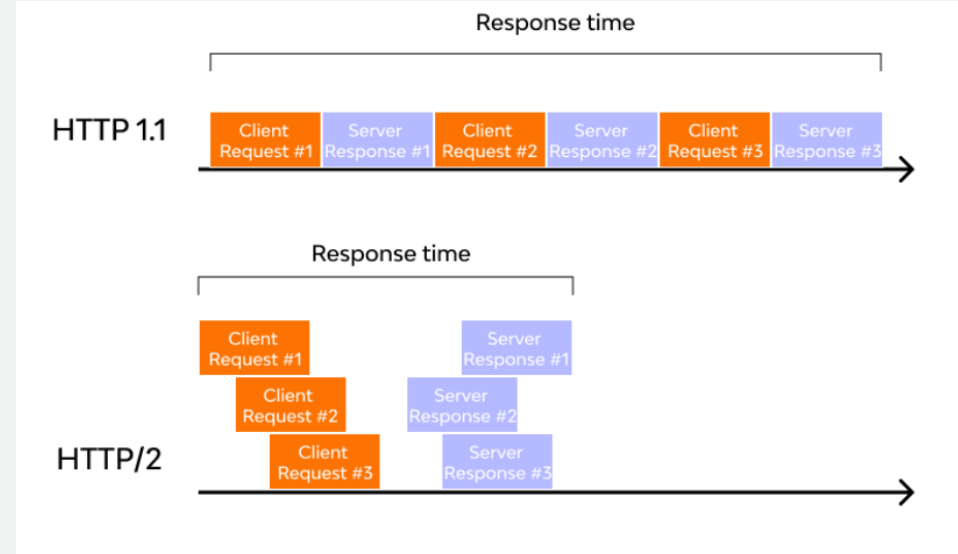 Response time
HTTP 1.1
Client
Request #1
Server
Response #1
Client
Request #2
Server
Response #2
Client
Request #3
Server
Response #3
Response time
Client
Request #1
Server
Response #1
Client
Request #2
Server
Response #2
HTTP/2
Client
Request #3
Server
Response #3